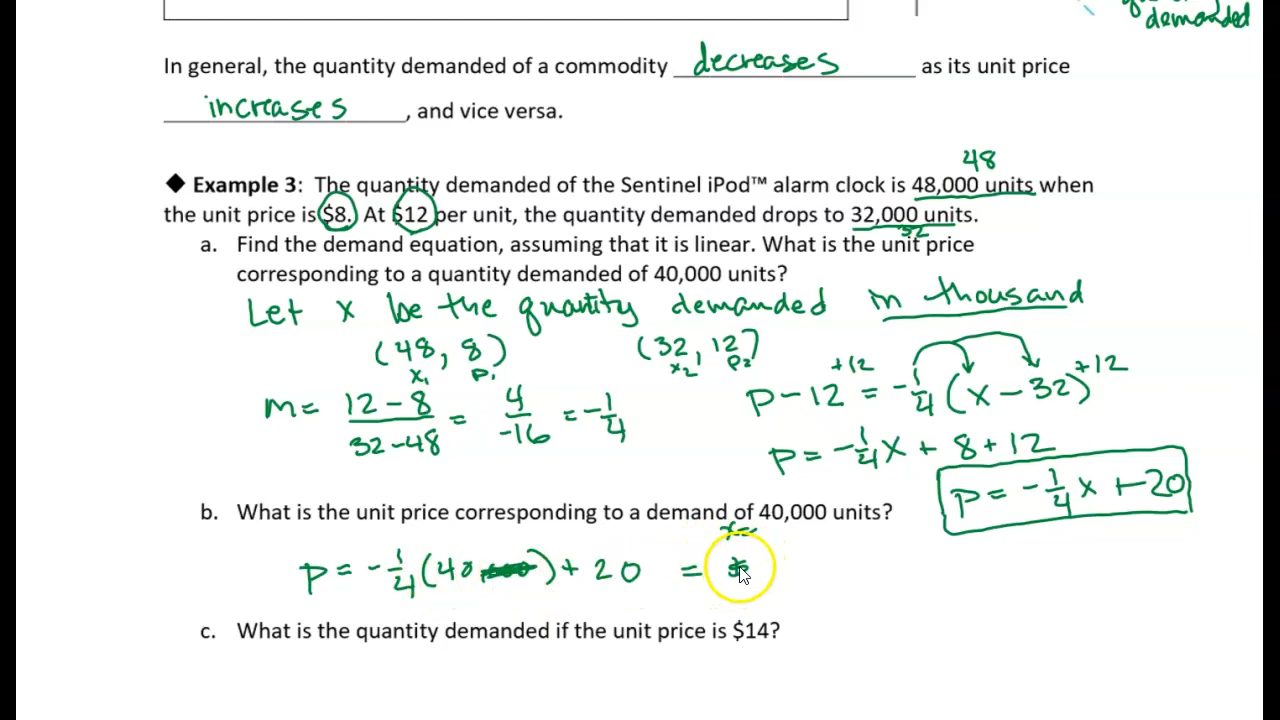 demanded
In general, the quantity demanded of a commodity decreases as its unit price
increases, and vice versa.
48
◆ Example 3: The quantity demanded of the Sentinel iPod™ alarm clock is 48,000 units when
the unit price is $8. At $12 per unit, the quantity demanded drops to 32,000 units.
32
a. Find the demand equation, assuming that it is linear. What is the unit price
corresponding to a quantity demanded of 40,000 units?
Let x be the quantity demanded in thousand
(48, 8) (32, 12)
x₁ p₁ x₂ p₂
m = 12-8/32-48 = 4/-16 = -1/4
+12 +12
p-12 = -1/4 (x-32)
p = -1/4x + 8+12
p = -1/4x +20
b. What is the unit price corresponding to a demand of 40,000 units?
x=
p = -1/4(40) + 20 =
c. What is the quantity demanded if the unit price is $14?